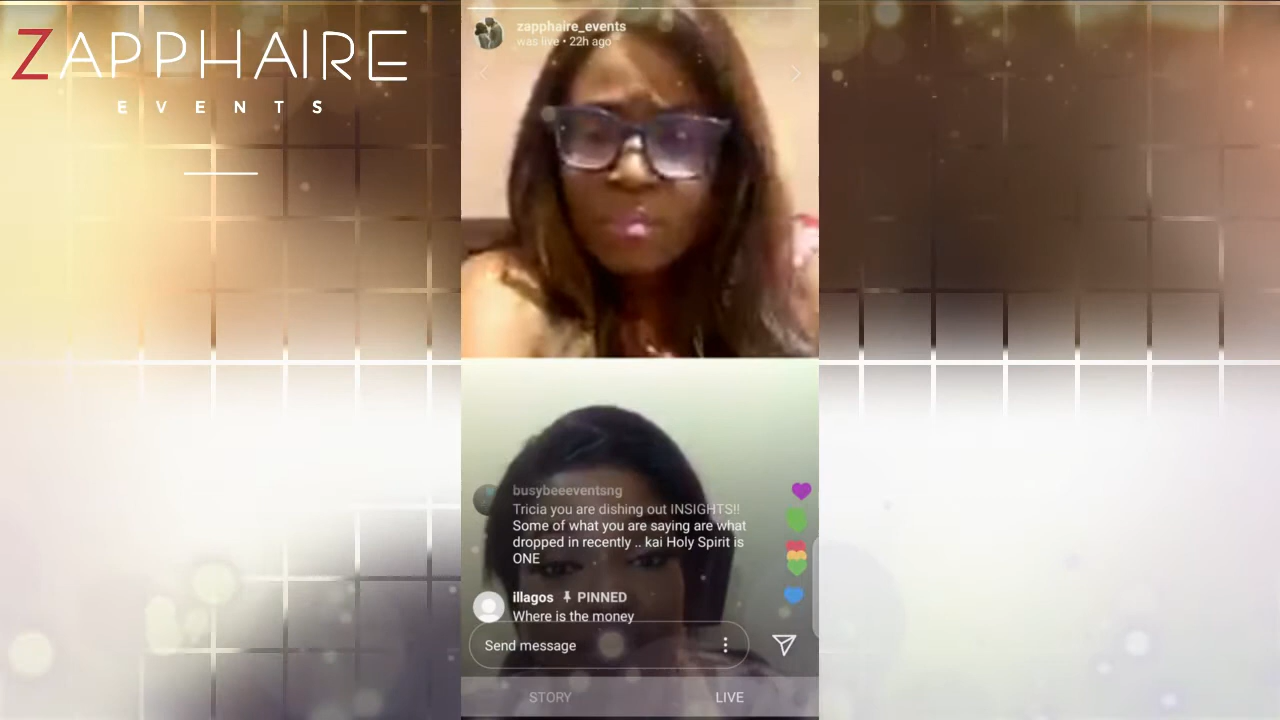 ZAPPHAIRE
EVENTS
zapphaire_events
was live • 22h ago
busybeeeventsng
Tricia you are dishing out INSIGHTS!!
Some of what you are saying are what
dropped in recently .. kai Holy Spirit is
ONE
illagos PINNED
Where is the money
Send message
STORY
LIVE